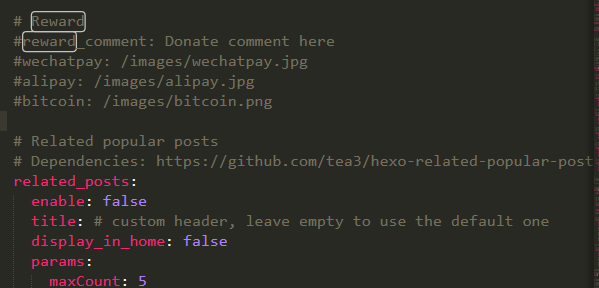 # Reward
#reward_comment: Donate comment here
#wechatpay: /images/wechatpay.jpg
#alipay: /images/alipay.jpg
#bitcoin: /images/bitcoin.png
# Related popular posts
# Dependencies: https://github.com/tea3/hexo-related-popular-post
related_posts:
enable: false
title: # custom header, leave empty to use the default one
display_in_home: false
params:
maxCount: 5